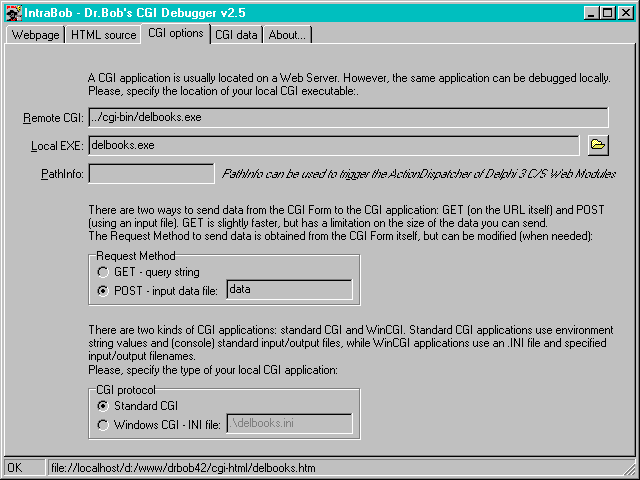 IntraBob - Dr.Bob's CGI Debugger v2.5
Webpage HTML source CGI options CGI data About...
A CGI application is usually located on a Web Server. However, the same application can be debugged locally.
Please, specify the location of your local CGI executable:.
Remote CGI: ../cgi-bin/delbooks.exe
Local EXE: delbooks.exe
PathInfo: PathInfo can be used to trigger the ActionDispatcher of Delphi 3 C/S Web Modules
There are two ways to send data from the CGI Form to the CGI application: GET (on the URL itself) and POST
(using an input file). GET is slightly faster, but has a limitation on the size of the data you can send.
The Request Method to send data is obtained from the CGI Form itself, but can be modified (when needed):
Request Method
GET - query string
POST - input data file: data
There are two kinds of CGI applications: standard CGI and WinCGI. Standard CGI applications use environment
string values and (console) standard input/output files, while WinCGI applications use an .INI file and specified
input/output filenames.
Please, specify the type of your local CGI application:
CGI protocol
Standard CGI
Windows CGI - INI file: .\delbooks.ini
OK file://localhost/d:/www/drbob42/cgi-html/delbooks.htm